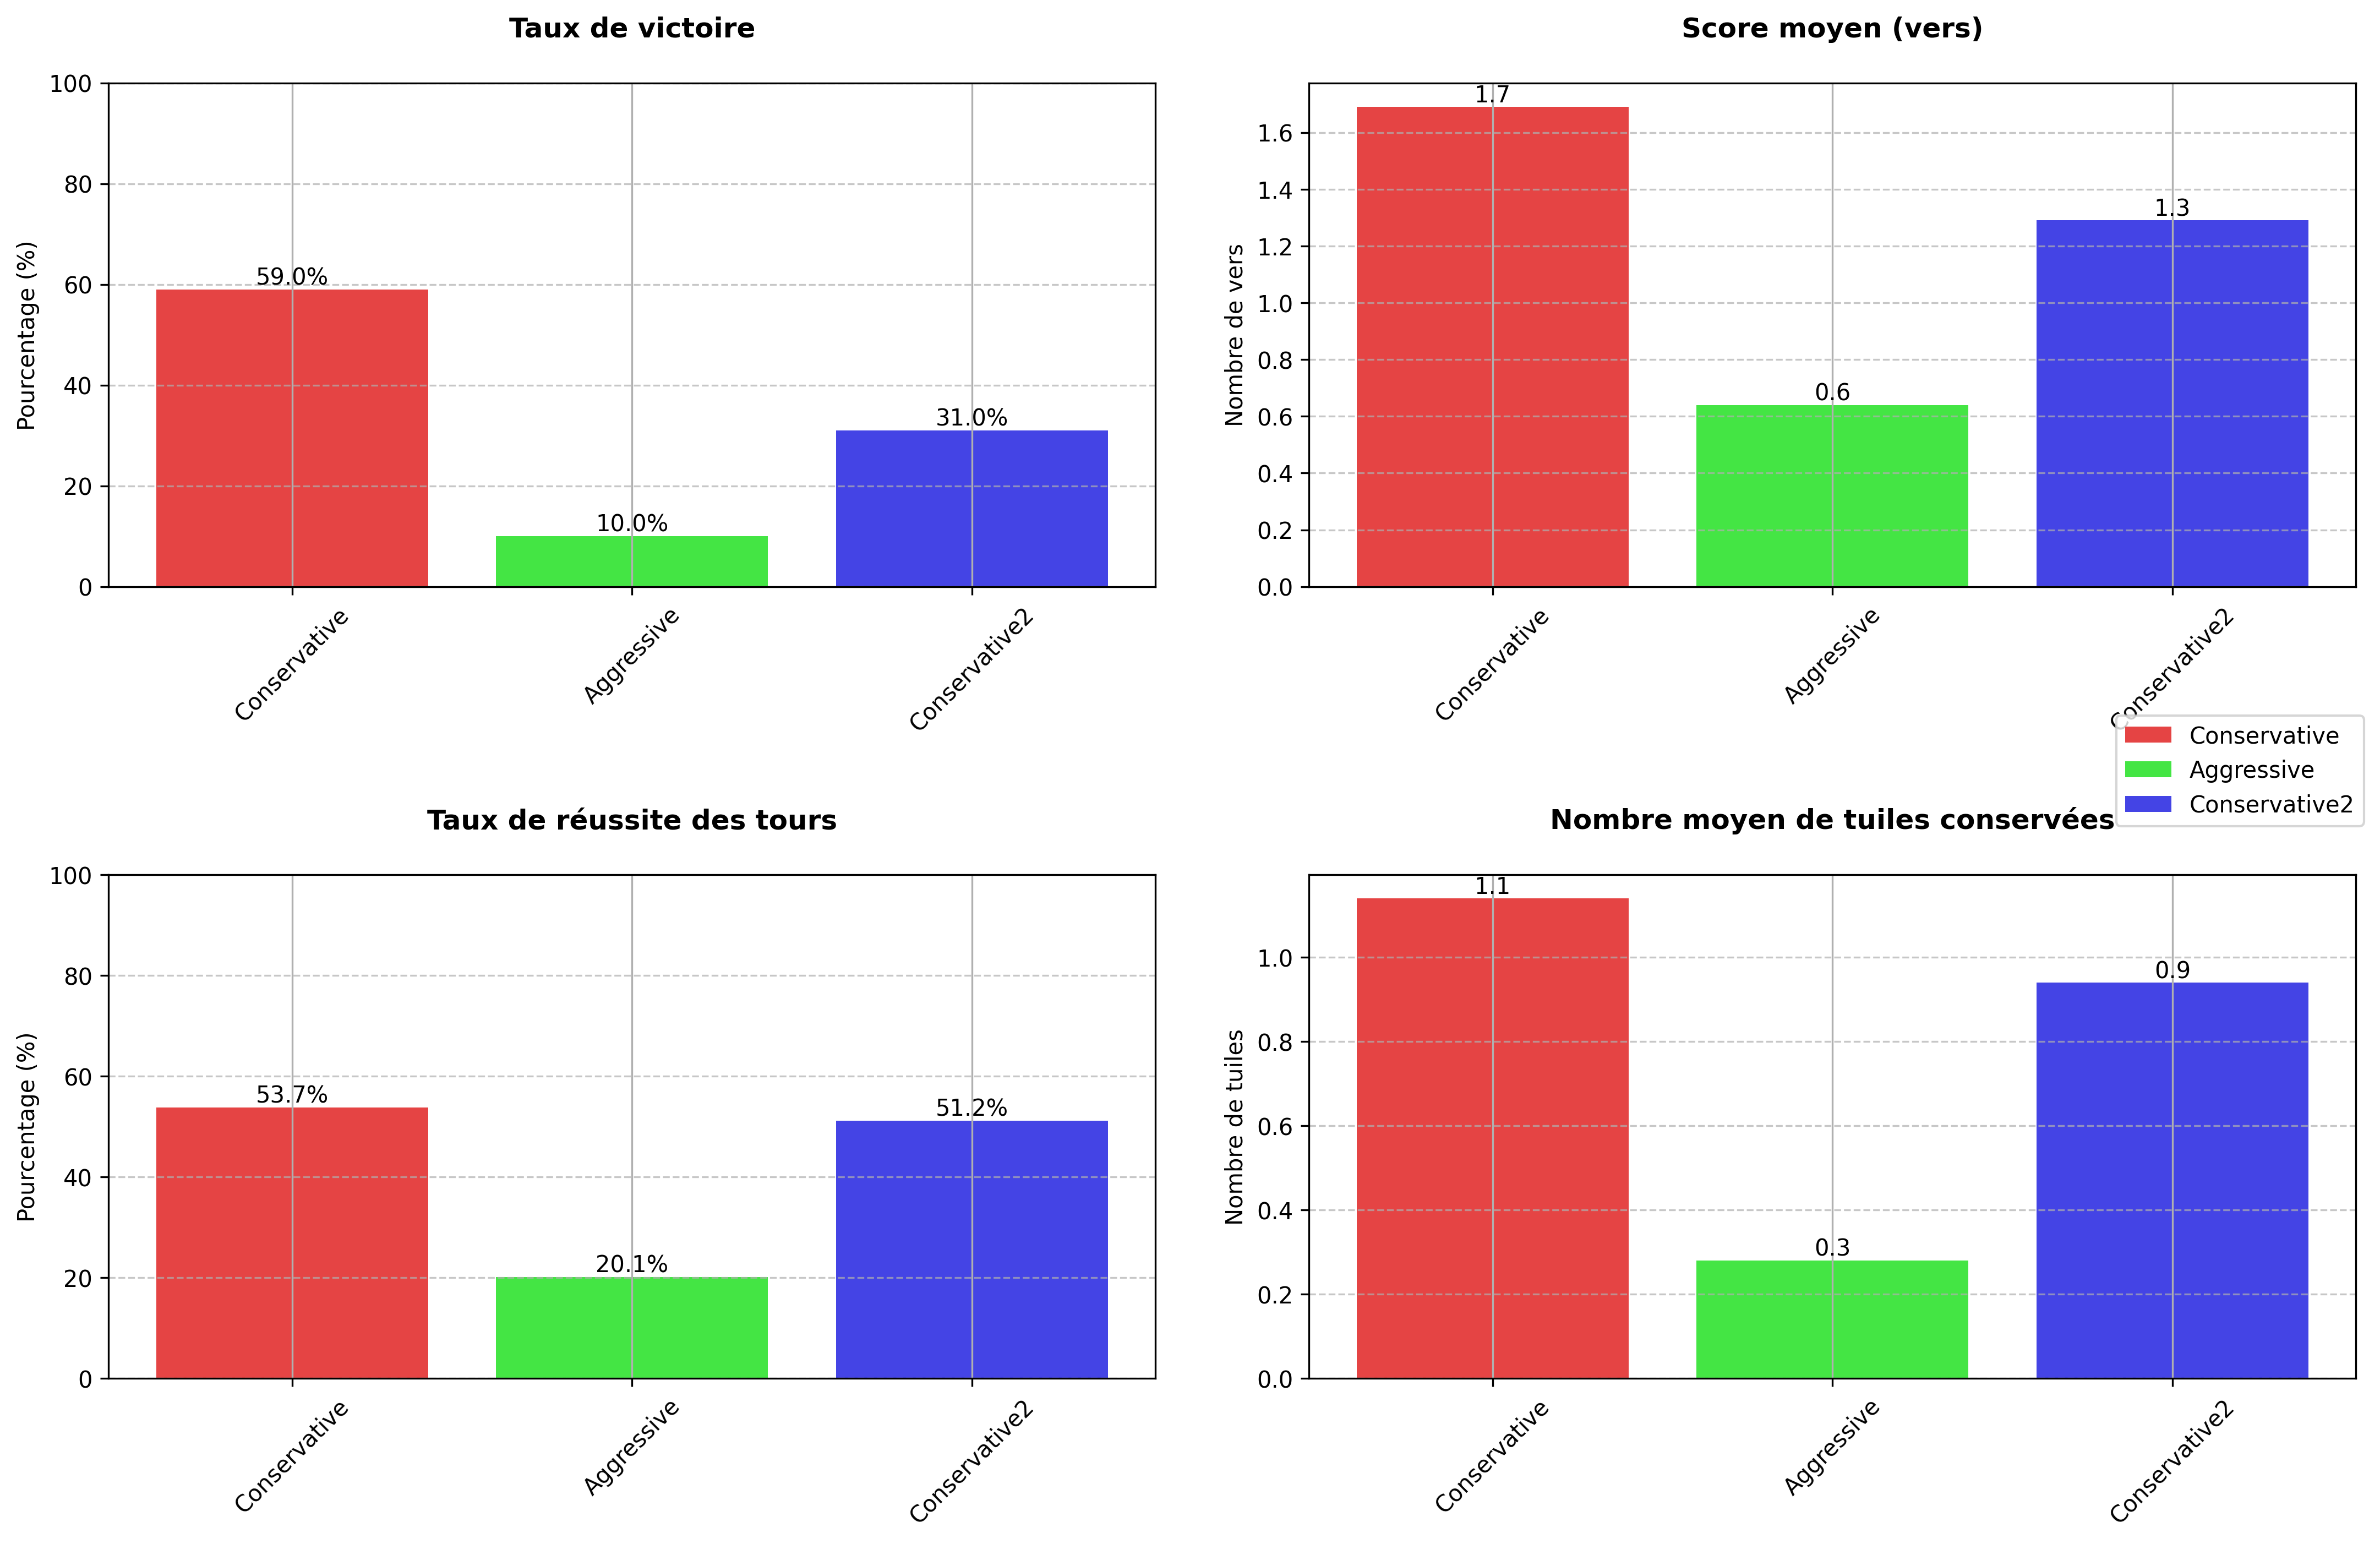 Taux de victoire
Pourcentage (%)
100
80
60
40
20
0
59.0%
10.0%
31.0%
Conservative
Aggressive
Conservative2
Score moyen (vers)
Nombre de vers
1.6
1.4
1.2
1.0
0.8
0.6
0.4
0.2
0.0
1.7
0.6
1.3
Conservative
Aggressive
Conservative2
Conservative
Aggressive
Conservative2
Taux de réussite des tours
Pourcentage (%)
100
80
60
40
20
0
53.7%
20.1%
51.2%
Conservative
Aggressive
Conservative2
Nombre moyen de tuiles conservées
Nombre de tuiles
1.0
0.8
0.6
0.4
0.2
0.0
1.1
0.3
0.9
Conservative
Aggressive
Conservative2